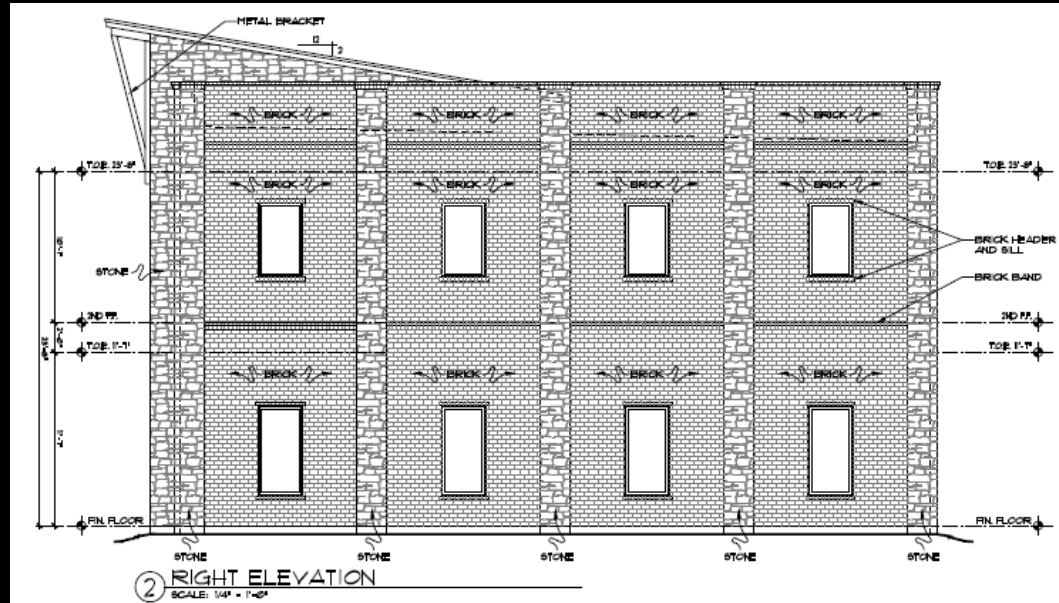 METAL BRACKET
12
2
BRICK BRICK BRICK BRICK
T.O.P. 23'-8" T.O.P. 23'-8"
BRICK BRICK BRICK BRICK
BRICK HEADER
AND SILL
STONE
BRICK BAND
2ND F.F. 2ND F.F.
T.O.P. 11'-7" T.O.P. 11'-7"
BRICK BRICK BRICK BRICK
11'-7"
FIN. FLOOR FIN. FLOOR
STONE STONE STONE STONE STONE
2 RIGHT ELEVATION
SCALE: 1/4" = 1'-0"